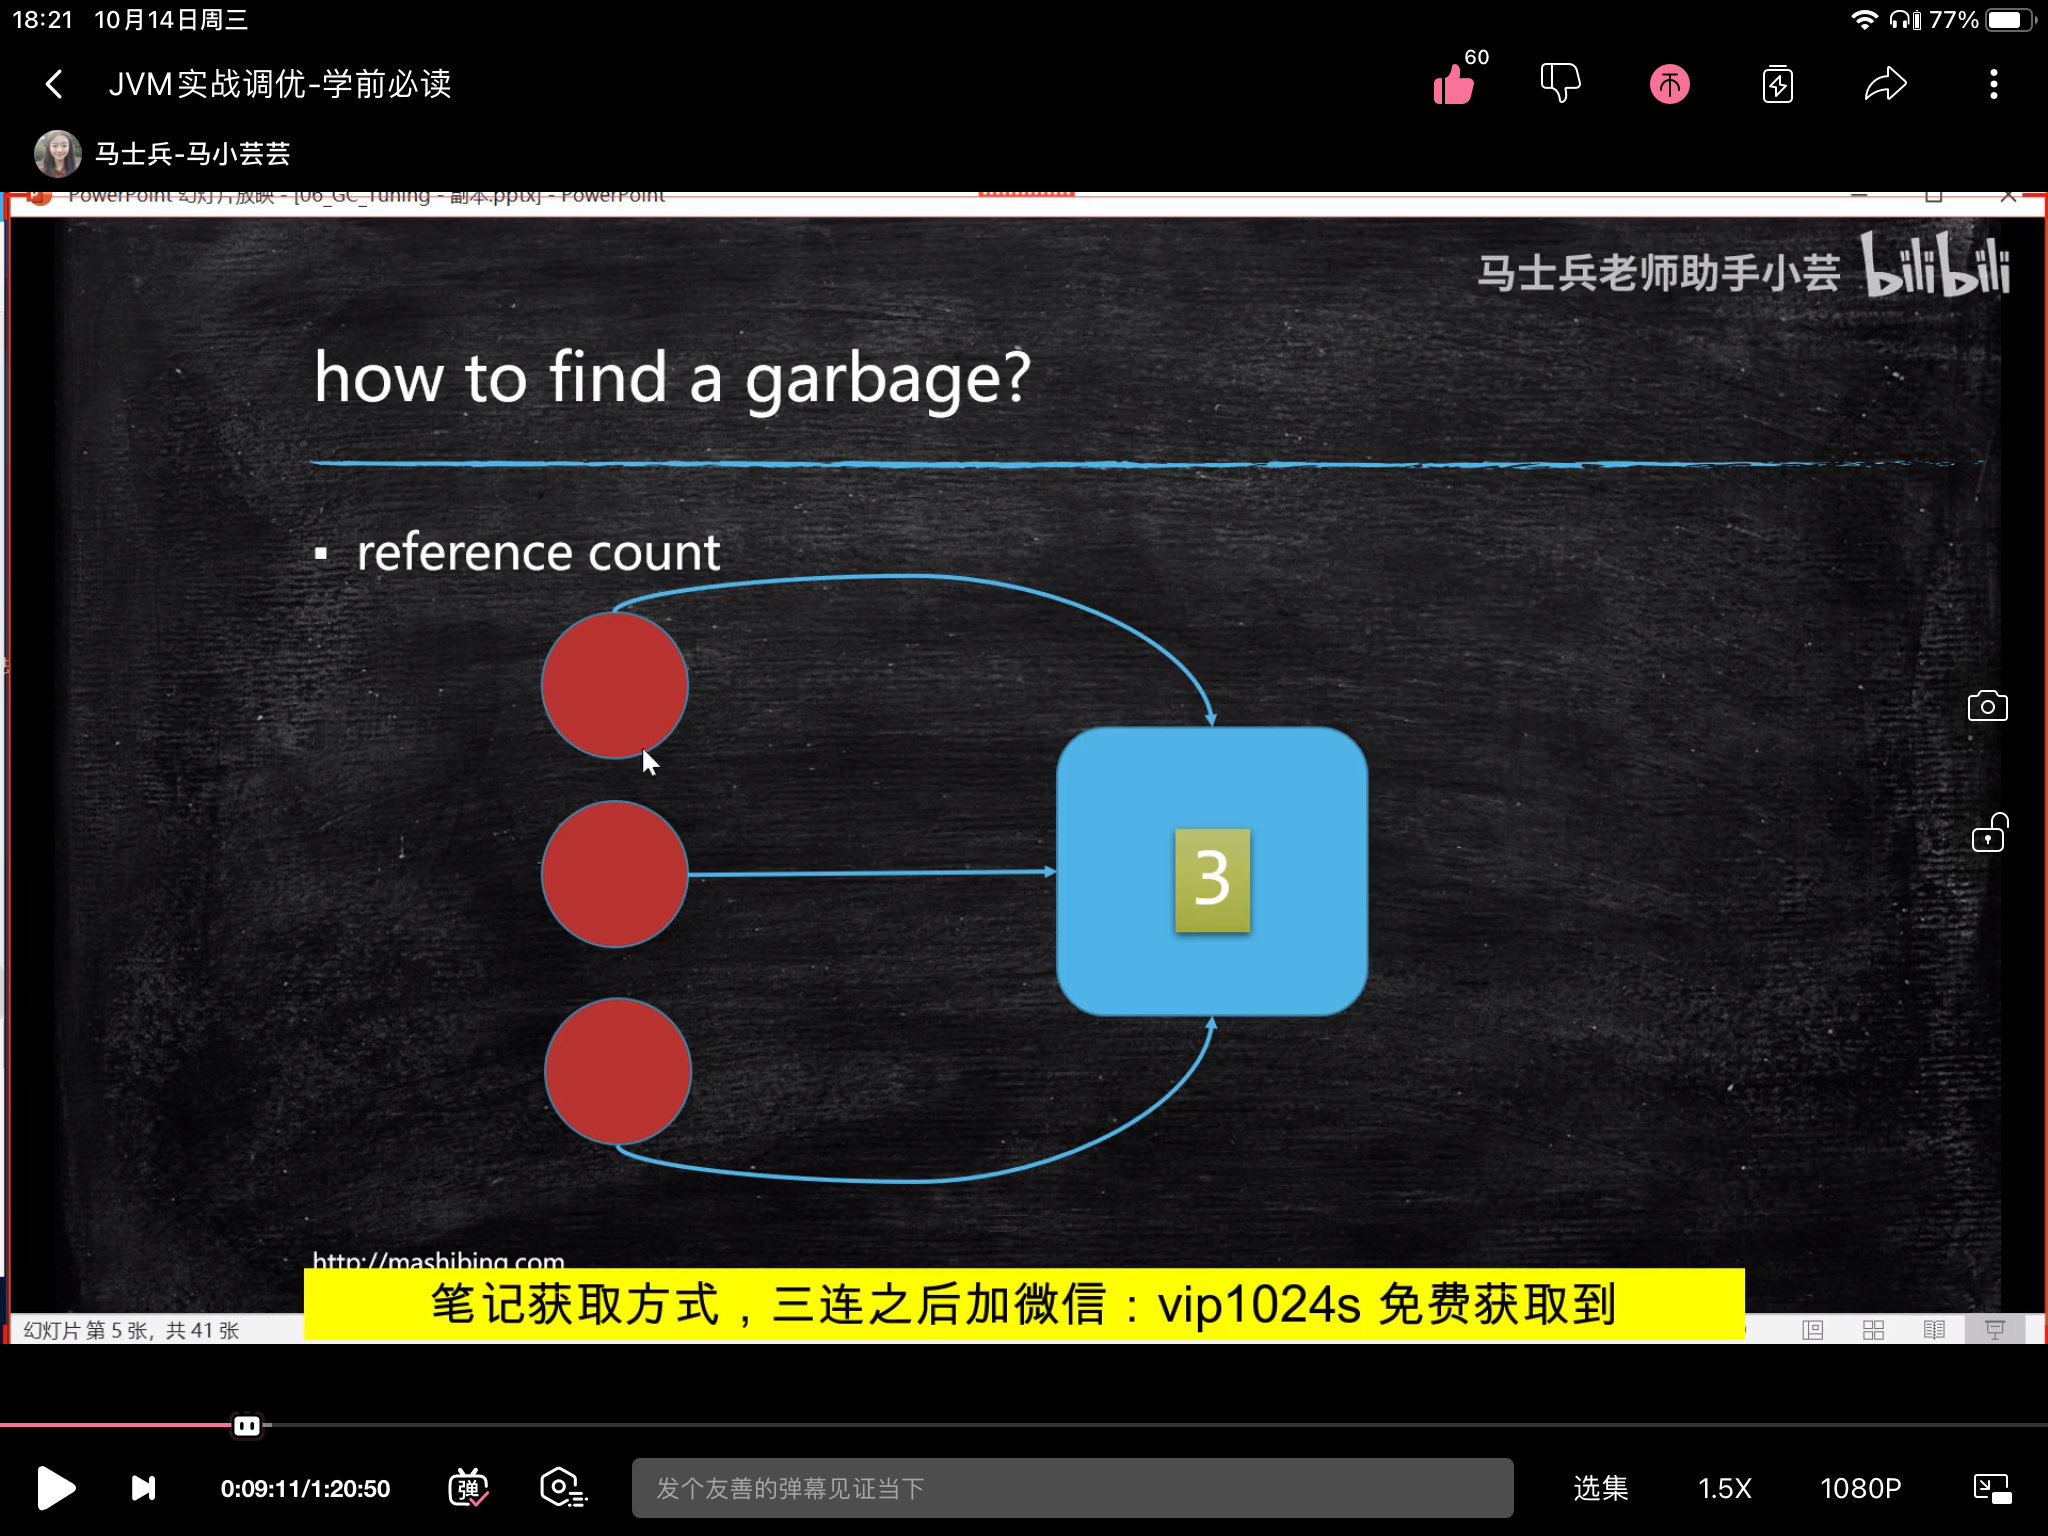 18:21 10月14日周三
77%
JVM实战调优-学前必读
60
马士兵-马小芸芸
PowerPoint 幻灯片放映 - [06_GC_Tuning - 副本.pptx] - PowerPoint
马士兵老师助手小芸 bilibili
how to find a garbage?
▪ reference count
3
http://mashibing.com
笔记获取方式，三连之后加微信：vip1024s 免费获取到
幻灯片 第 5 张，共 41 张
0:09:11/1:20:50
弹
发个友善的弹幕见证当下
选集
1.5X
1080P